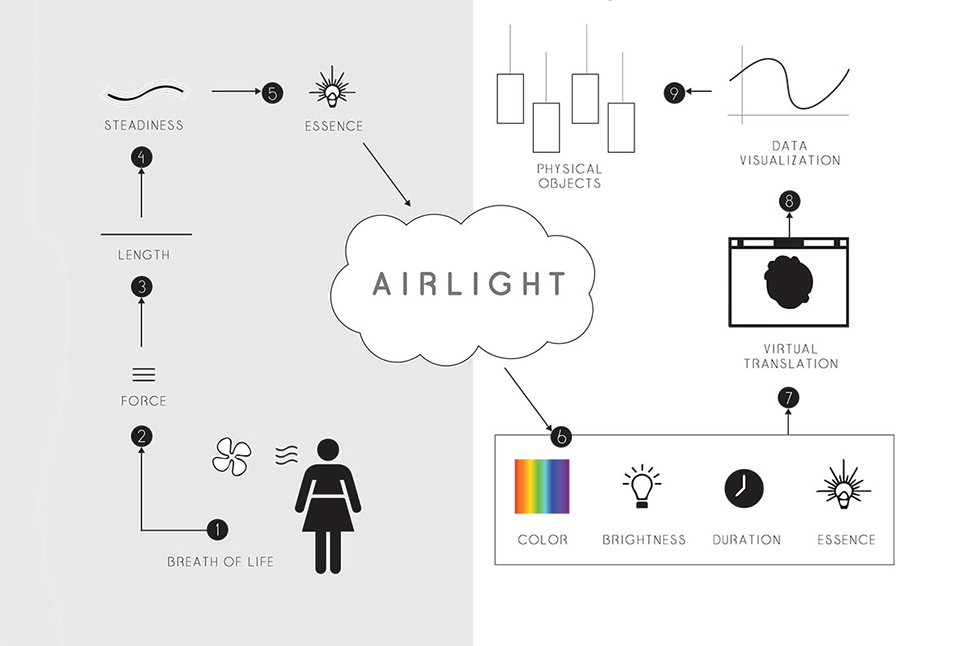 5
STEADINESS
ESSENCE
4
LENGTH
3
FORCE
2
1
BREATH OF LIFE
AIRLIGHT
6
COLOR
BRIGHTNESS
DURATION
ESSENCE
7
VIRTUAL
TRANSLATION
8
DATA
VISUALIZATION
9
PHYSICAL
OBJECTS